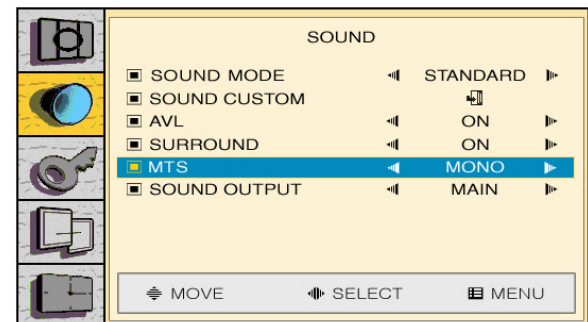 SOUND
SOUND MODE STANDARD
SOUND CUSTOM
AVL ON
SURROUND ON
MTS MONO
SOUND OUTPUT MAIN
MOVE SELECT MENU